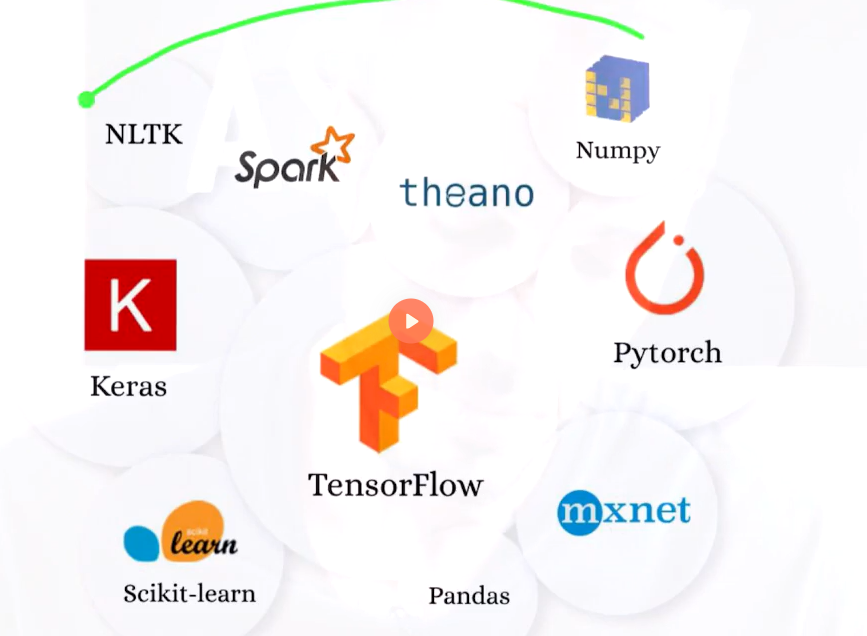 NLTK
Spark
theano
Numpy
K
Keras
Pytorch
TensorFlow
mxnet
scikit
learn
Scikit-learn
Pandas